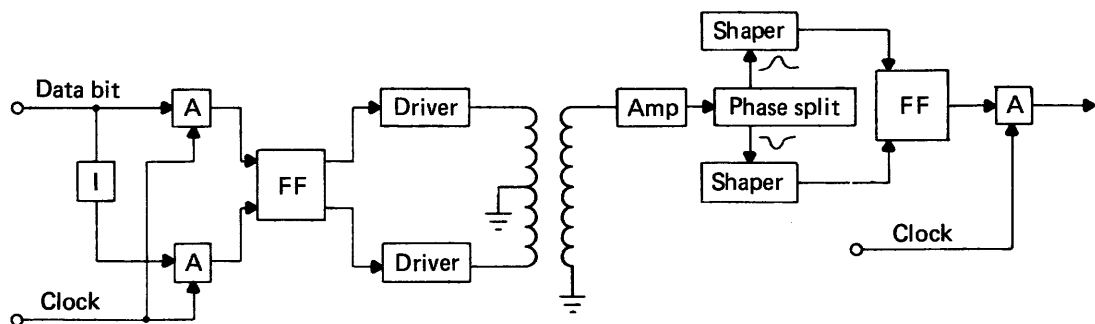 Data bit
A
I
A
Clock
FF
Driver
Driver
Amp
Shaper
Phase split
Shaper
FF
A
Clock